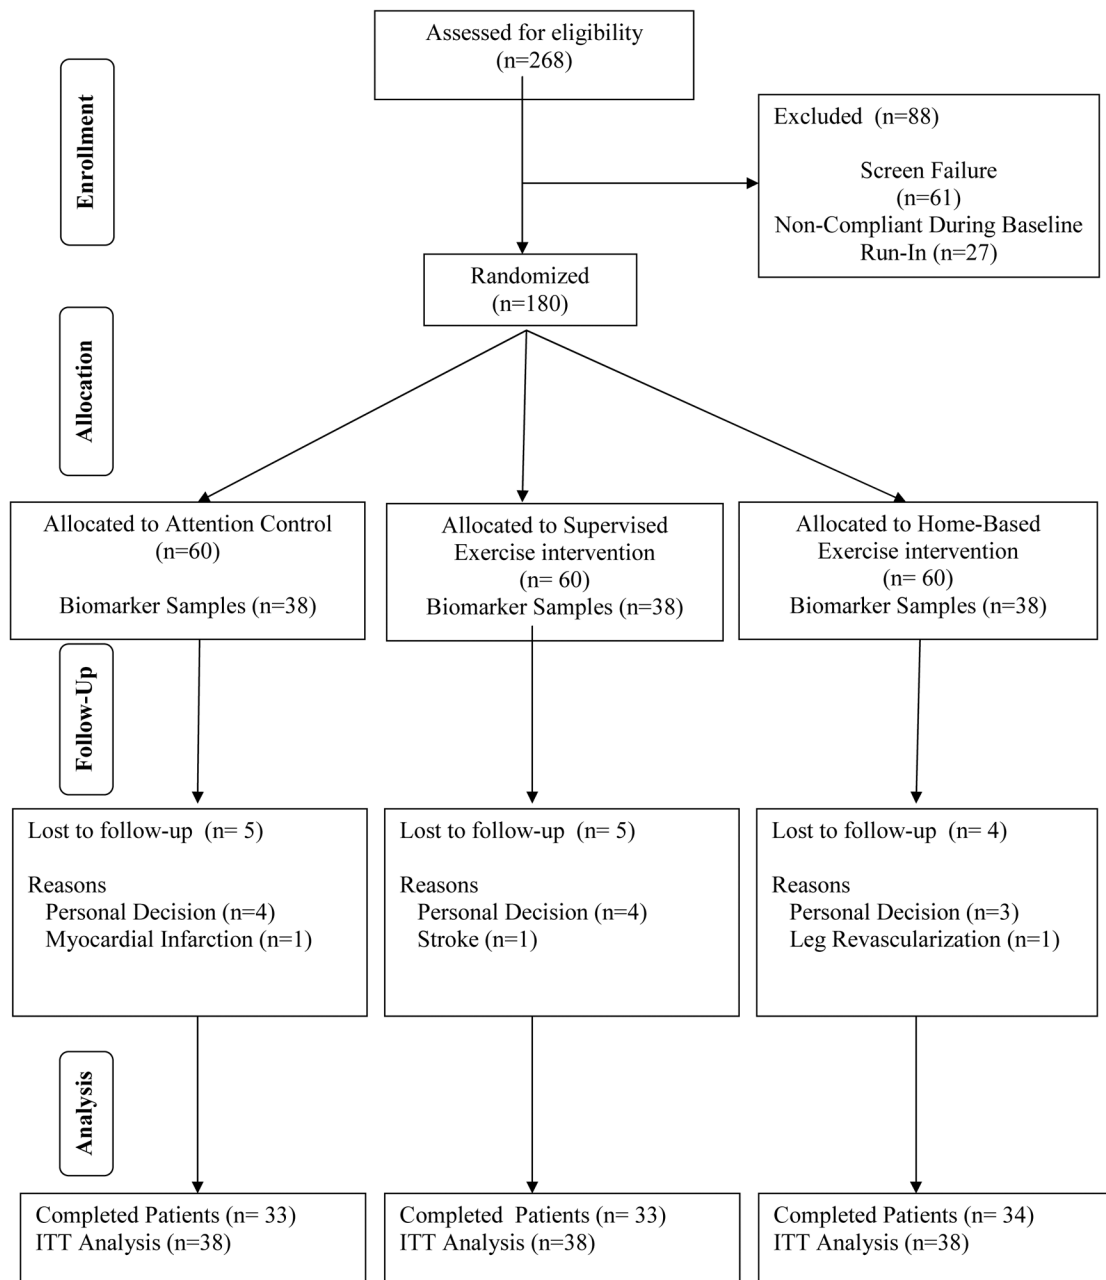 Assessed for eligibility
(n=268)
Enrollment
Excluded  (n=88)
Screen Failure
(n=61)
Non-Compliant During Baseline
Run-In (n=27)
Randomized
(n=180)
Allocation
Allocated to Attention Control
(n=60)
Biomarker Samples (n=38)
Allocated to Supervised
Exercise intervention
(n= 60)
Biomarker Samples (n=38)
Allocated to Home-Based
Exercise intervention
(n= 60)
Biomarker Samples (n=38)
Follow-Up
Lost to follow-up  (n= 5)
Reasons
Personal Decision (n=4)
Myocardial Infarction (n=1)
Lost to follow-up  (n= 5)
Reasons
Personal Decision (n=4)
Stroke (n=1)
Lost to follow-up  (n= 4)
Reasons
Personal Decision (n=3)
Leg Revascularization (n=1)
Analysis
Completed Patients (n= 33)
ITT Analysis (n=38)
Completed  Patients (n= 33)
ITT Analysis (n=38)
Completed Patients (n= 34)
ITT Analysis (n=38)